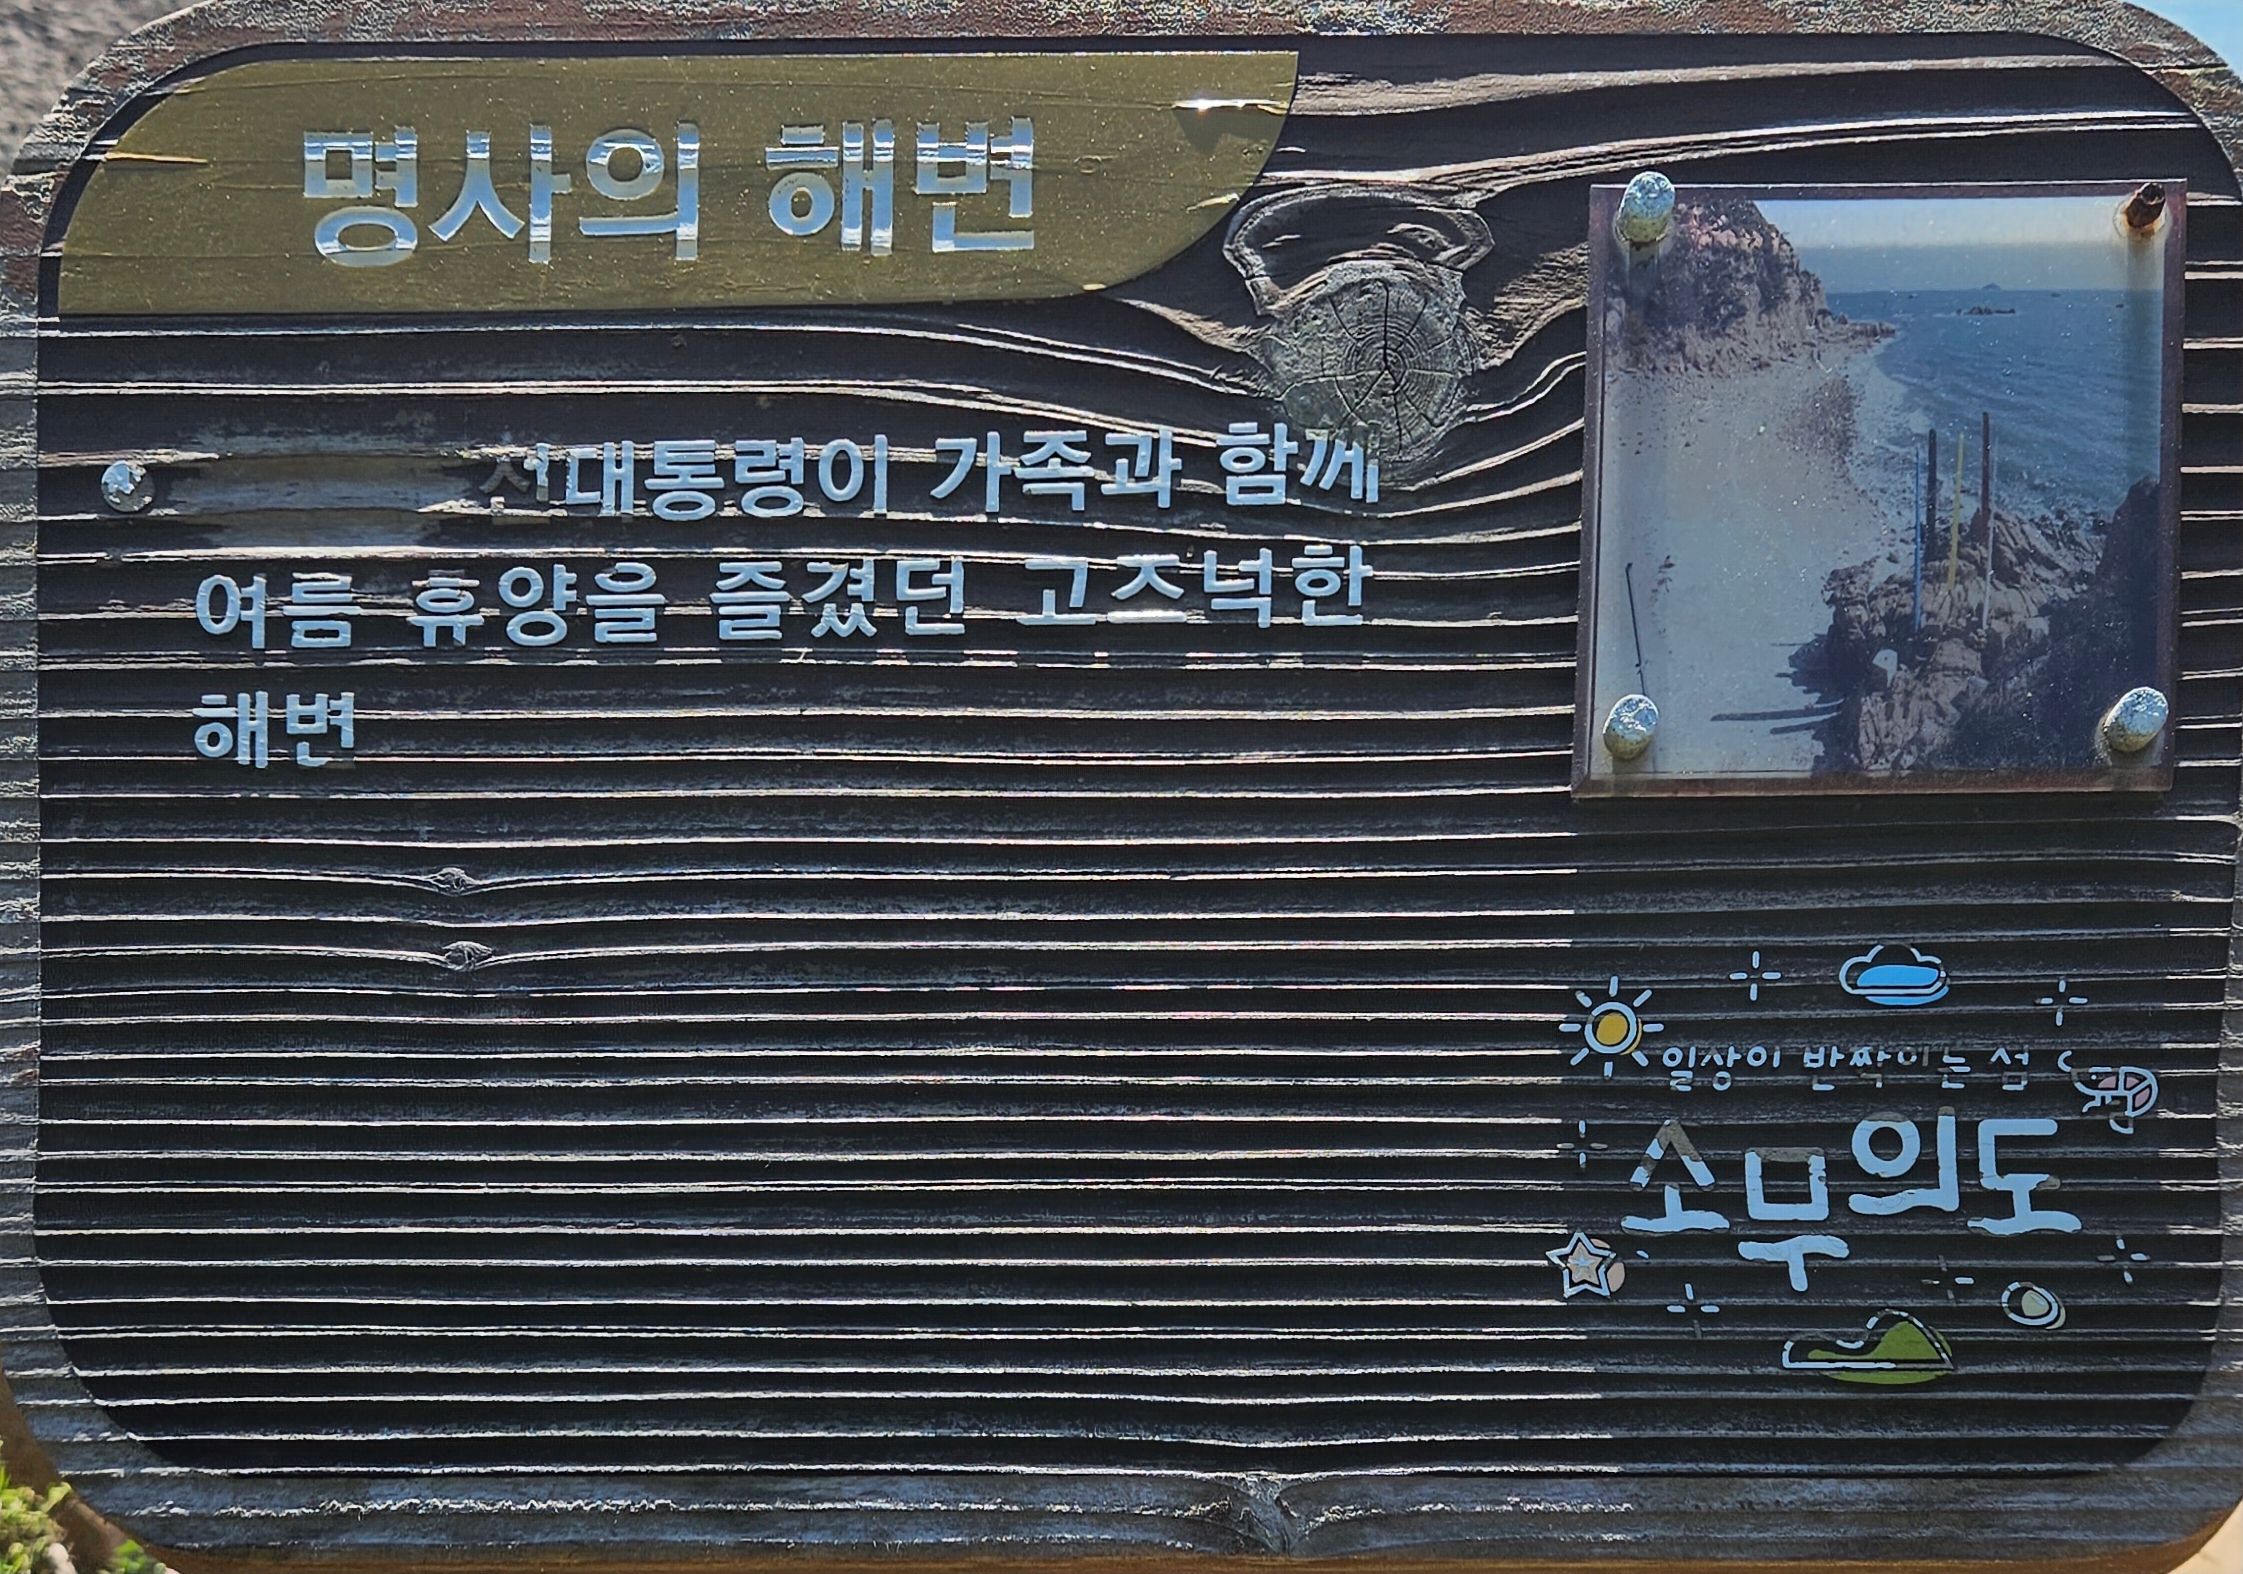 명사의 해변
전대통령이 가족과 함께
여름 휴양을 즐겼던 고즈넉한
해변
일상이 반짝이는 섬
소무의도